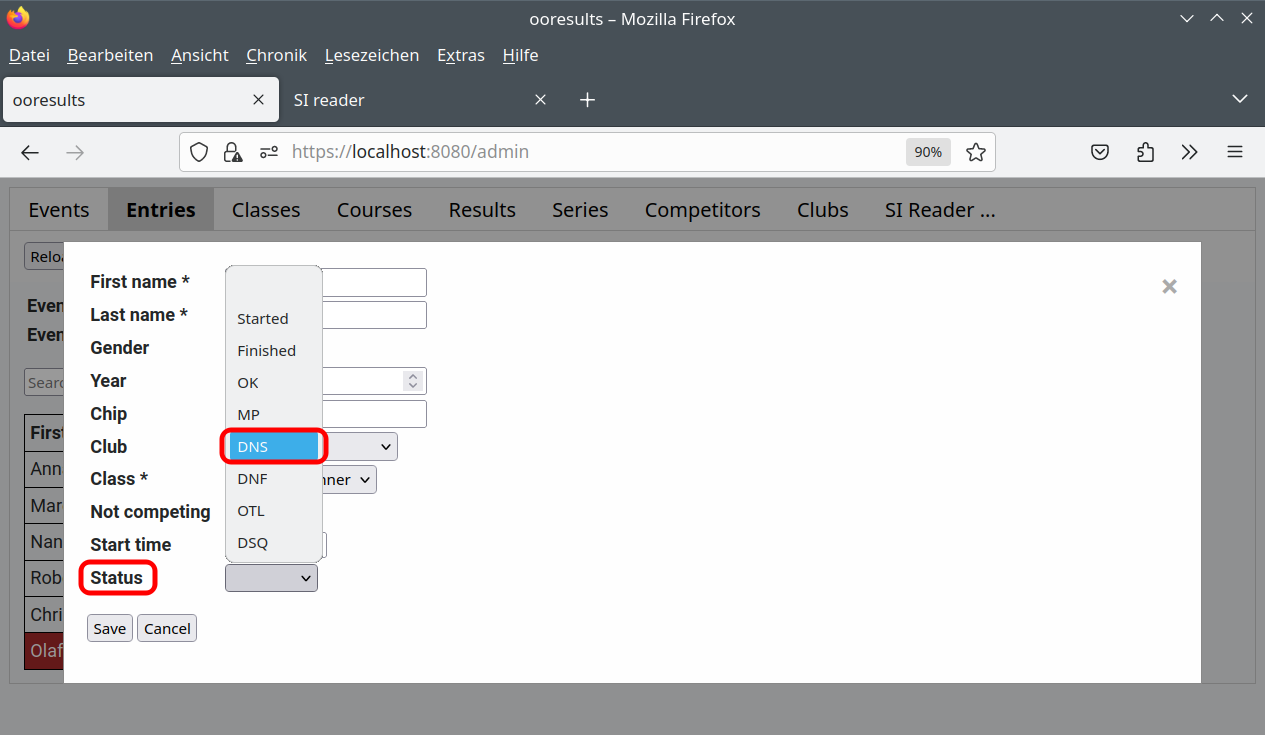 ooresults – Mozilla Firefox
Datei Bearbeiten Ansicht Chronik Lesezeichen Extras Hilfe
ooresults SI reader
https://localhost:8080/admin 90%
Events Entries Classes Courses Results Series Competitors Clubs SI Reader ...
Reloa
First name *
Even
Last name *
Started
Even
Gender
Finished
Sear
Year
OK
Chip
MP
First
Club
DNS
Ann
Class *
DNF
nner
Mar
Not competing
OTL
Nan
Start time
DSQ
Rob
Status
Chri
Save Cancel
Olaf